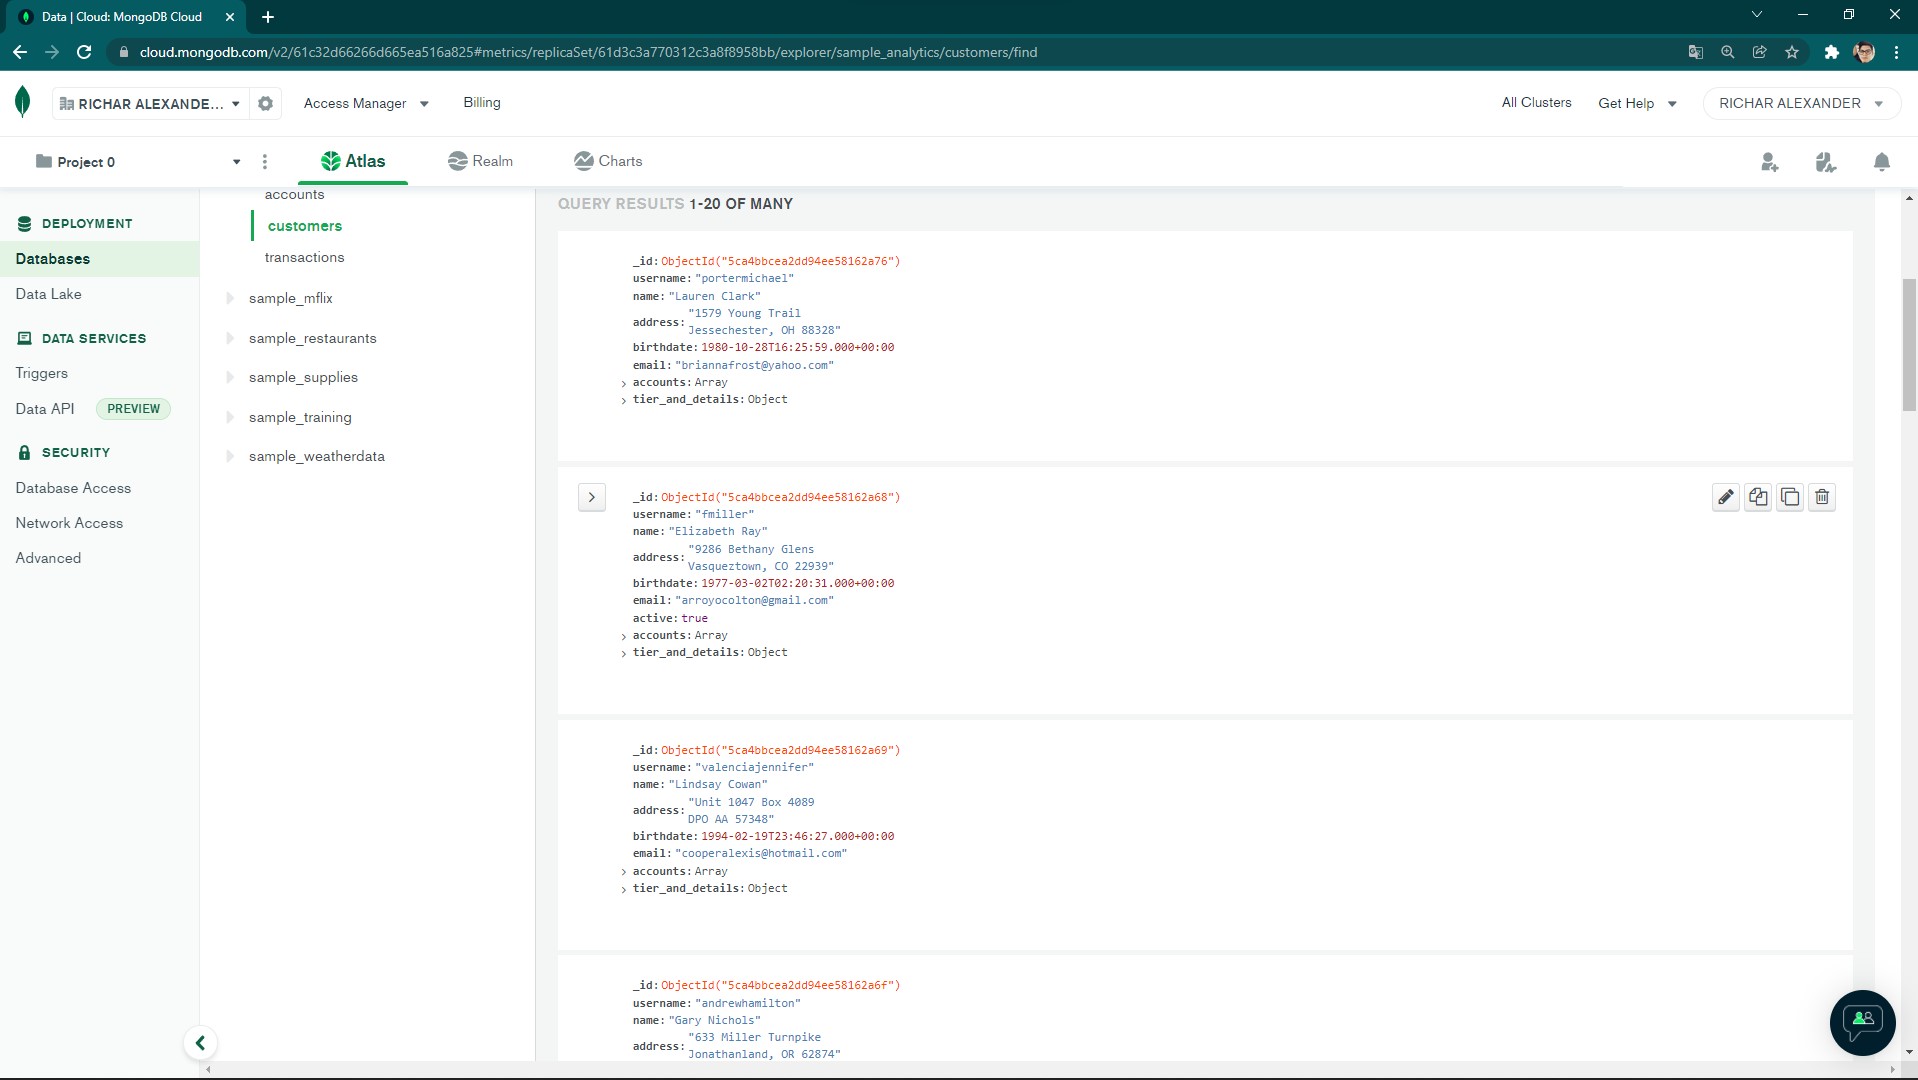 Data | Cloud: MongoDB Cloud
cloud.mongodb.com/v2/61c32d66266d665ea516a825#metrics/replicaSet/61d3c3a770312c3a8f8958bb/explorer/sample_analytics/customers/find
RICHAR ALEXANDE...
Access Manager
Billing
All Clusters
Get Help
RICHAR ALEXANDER
Project 0
Atlas
Realm
Charts
DEPLOYMENT
Databases
Data Lake
DATA SERVICES
Triggers
Data API PREVIEW
SECURITY
Database Access
Network Access
Advanced
accounts
customers
transactions
sample_mflix
sample_restaurants
sample_supplies
sample_training
sample_weatherdata
QUERY RESULTS 1-20 OF MANY
_id: ObjectId("5ca4bbcea2dd94ee58162a76")
username: "portermichael"
name: "Lauren Clark"
address: "1579 Young Trail
Jessechester, OH 88328"
birthdate: 1980-10-28T16:25:59.000+00:00
email: "briannafrost@yahoo.com"
accounts: Array
tier_and_details: Object
_id: ObjectId("5ca4bbcea2dd94ee58162a68")
username: "fmiller"
name: "Elizabeth Ray"
address: "9286 Bethany Glens
Vasqueztown, CO 22939"
birthdate: 1977-03-02T02:20:31.000+00:00
email: "arroyocolton@gmail.com"
active: true
accounts: Array
tier_and_details: Object
_id: ObjectId("5ca4bbcea2dd94ee58162a69")
username: "valenciajennifer"
name: "Lindsay Cowan"
address: "Unit 1047 Box 4089
DPO AA 57348"
birthdate: 1994-02-19T23:46:27.000+00:00
email: "cooperalexis@hotmail.com"
accounts: Array
tier_and_details: Object
_id: ObjectId("5ca4bbcea2dd94ee58162a6f")
username: "andrewhamilton"
name: "Gary Nichols"
address: "633 Miller Turnpike
Jonathanland, OR 62874"